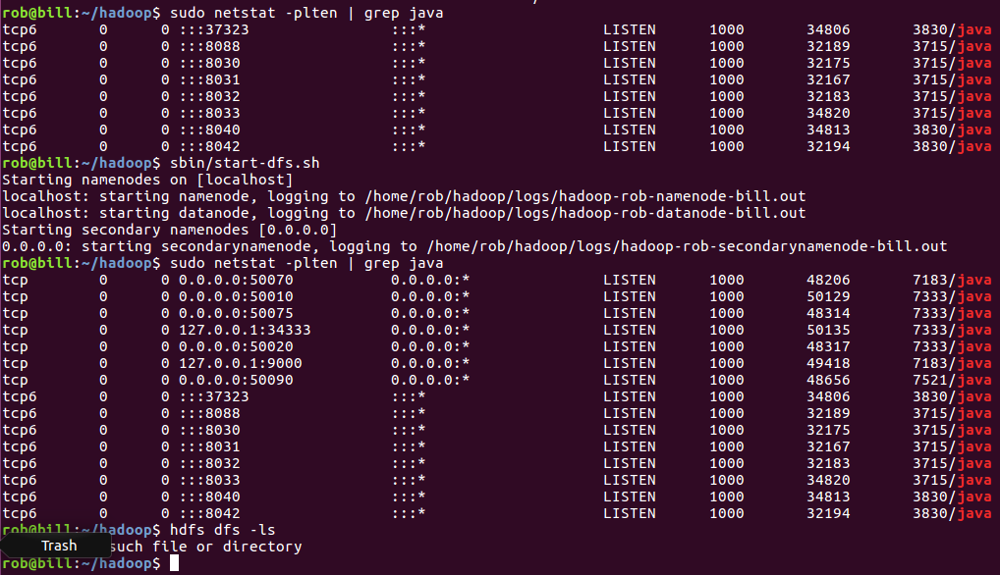 rob@bill:~/hadoop$ sudo netstat -plten | grep java
tcp6 0 0 :::37323 :::* LISTEN 1000 34806 3830/java
tcp6 0 0 :::8088 :::* LISTEN 1000 32189 3715/java
tcp6 0 0 :::8030 :::* LISTEN 1000 32175 3715/java
tcp6 0 0 :::8031 :::* LISTEN 1000 32167 3715/java
tcp6 0 0 :::8032 :::* LISTEN 1000 32183 3715/java
tcp6 0 0 :::8033 :::* LISTEN 1000 34820 3715/java
tcp6 0 0 :::8040 :::* LISTEN 1000 34813 3830/java
tcp6 0 0 :::8042 :::* LISTEN 1000 32194 3830/java
rob@bill:~/hadoop$ sbin/start-dfs.sh
Starting namenodes on [localhost]
localhost: starting namenode, logging to /home/rob/hadoop/logs/hadoop-rob-namenode-bill.out
localhost: starting datanode, logging to /home/rob/hadoop/logs/hadoop-rob-datanode-bill.out
Starting secondary namenodes [0.0.0.0]
0.0.0.0: starting secondarynamenode, logging to /home/rob/hadoop/logs/hadoop-rob-secondarynamenode-bill.out
rob@bill:~/hadoop$ sudo netstat -plten | grep java
tcp 0 0 0.0.0.0:50070 0.0.0.0:* LISTEN 1000 48206 7183/java
tcp 0 0 0.0.0.0:50010 0.0.0.0:* LISTEN 1000 50129 7333/java
tcp 0 0 0.0.0.0:50075 0.0.0.0:* LISTEN 1000 48314 7333/java
tcp 0 0 127.0.0.1:34333 0.0.0.0:* LISTEN 1000 50135 7333/java
tcp 0 0 0.0.0.0:50020 0.0.0.0:* LISTEN 1000 48317 7333/java
tcp 0 0 127.0.0.1:9000 0.0.0.0:* LISTEN 1000 49418 7183/java
tcp 0 0 0.0.0.0:50090 0.0.0.0:* LISTEN 1000 48656 7521/java
tcp6 0 0 :::37323 :::* LISTEN 1000 34806 3830/java
tcp6 0 0 :::8088 :::* LISTEN 1000 32189 3715/java
tcp6 0 0 :::8030 :::* LISTEN 1000 32175 3715/java
tcp6 0 0 :::8031 :::* LISTEN 1000 32167 3715/java
tcp6 0 0 :::8032 :::* LISTEN 1000 32183 3715/java
tcp6 0 0 :::8033 :::* LISTEN 1000 34820 3715/java
tcp6 0 0 :::8040 :::* LISTEN 1000 34813 3830/java
tcp6 0 0 :::8042 :::* LISTEN 1000 32194 3830/java
rob@bill:~/hadoop$ hdfs dfs -ls
Trash such file or directory
rob@bill:~/hadoop$